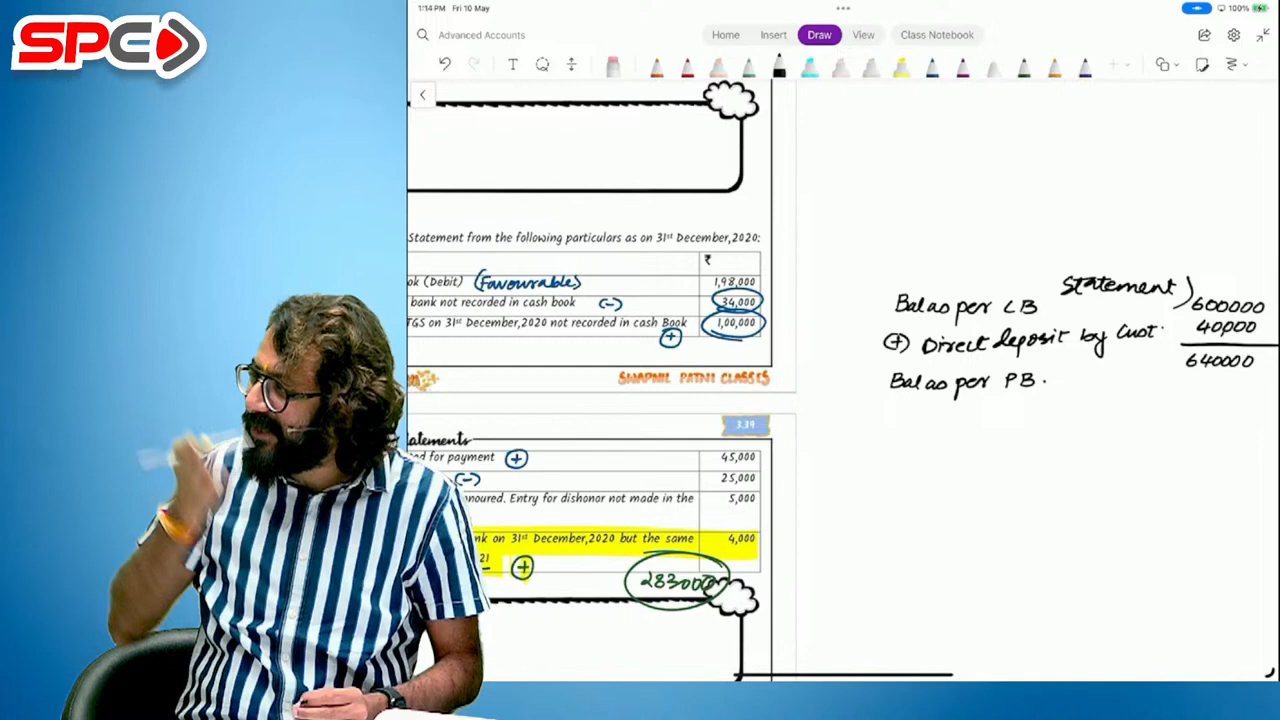 SPC
1:14 PM Fri 10 May
100%
Advanced Accounts
Home Insert Draw View Class Notebook
Statement from the following particulars as on 31st December,2020:
₹
ok (Debit) (Favourable) 1,98,000
bank not recorded in cash book (-) 34,000
TGS on 31st December,2020 not recorded in cash Book 1,00,000
(+)
SWAPNIL PATNI CLASSES
3.39
tatements
ed for payment (+) 45,000
(-) 25,000
noured. Entry for dishonor not made in the 5,000
nk on 31st December,2020 but the same 4,000
21 (+)
283000
Statement)
Bal as per CB 600000
(+) Direct deposit by Cust. 40000
640000
Bal as per PB.